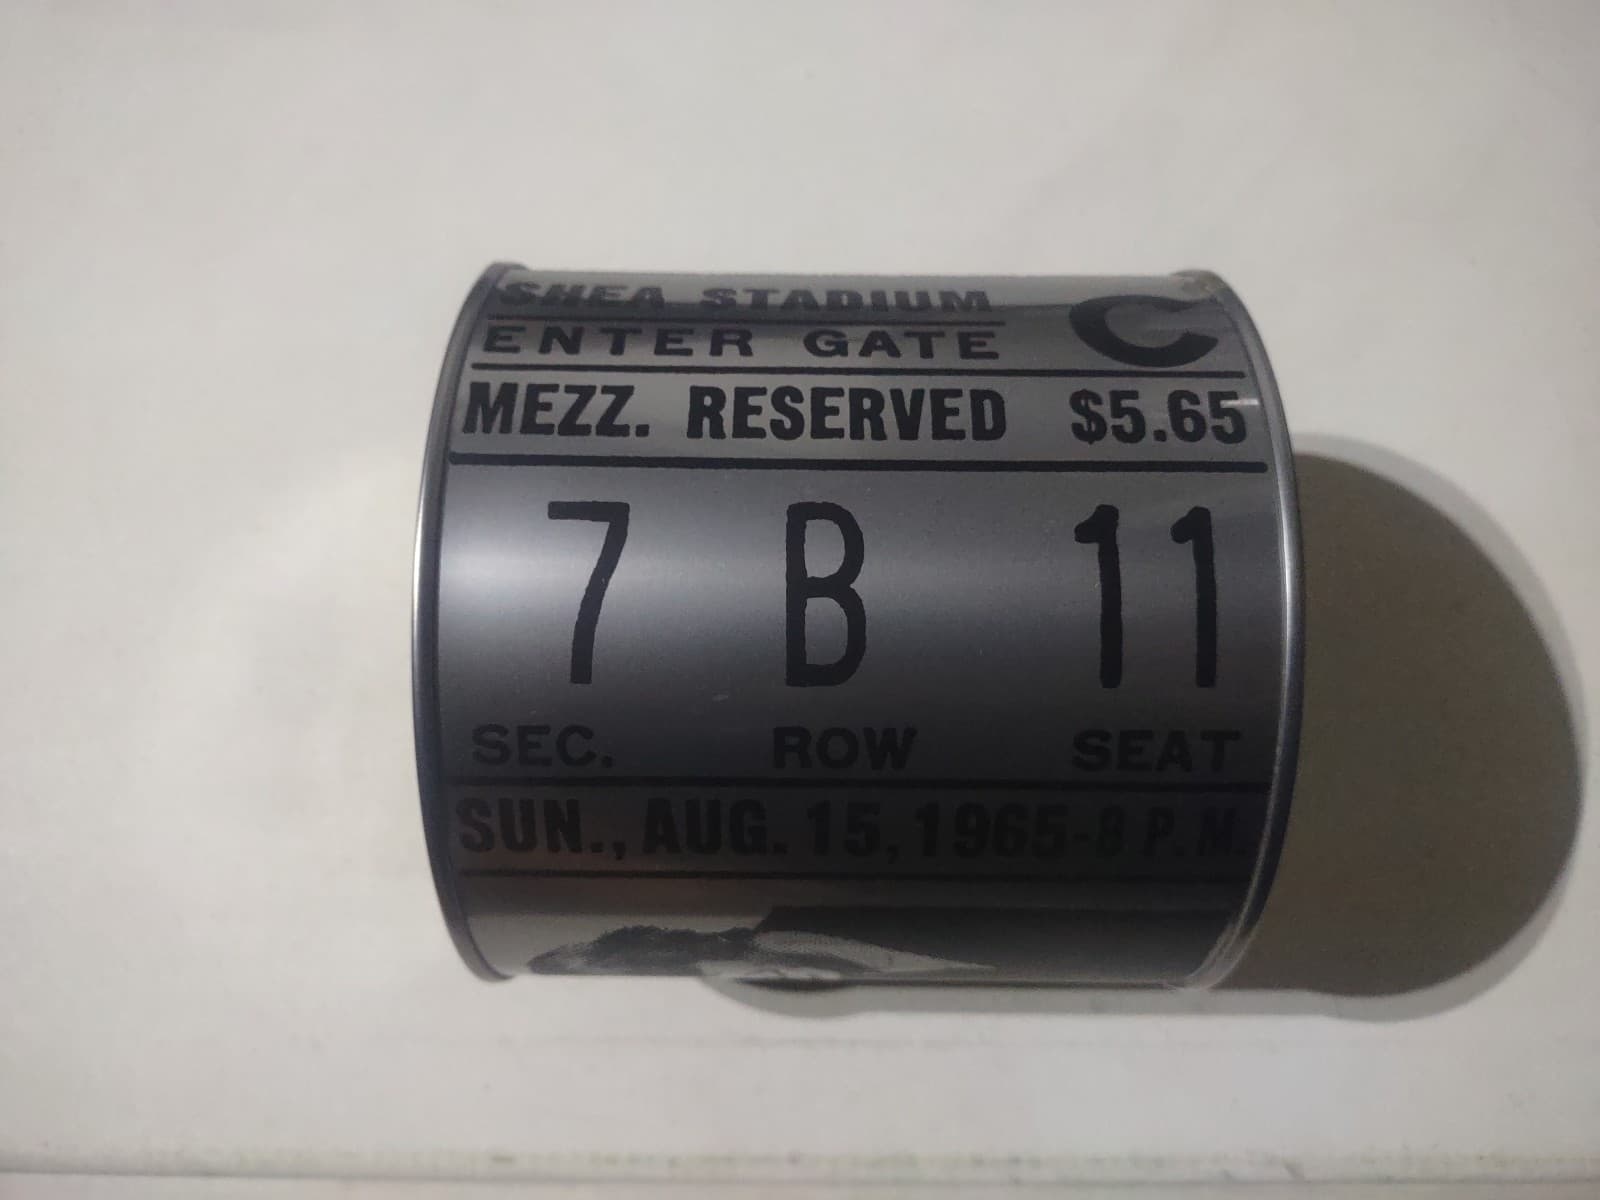 SHEA STADIUM
ENTER GATE C
MEZZ. RESERVED $5.65
7 B 11
SEC. ROW SEAT
SUN., AUG. 15, 1965-8 P.M.